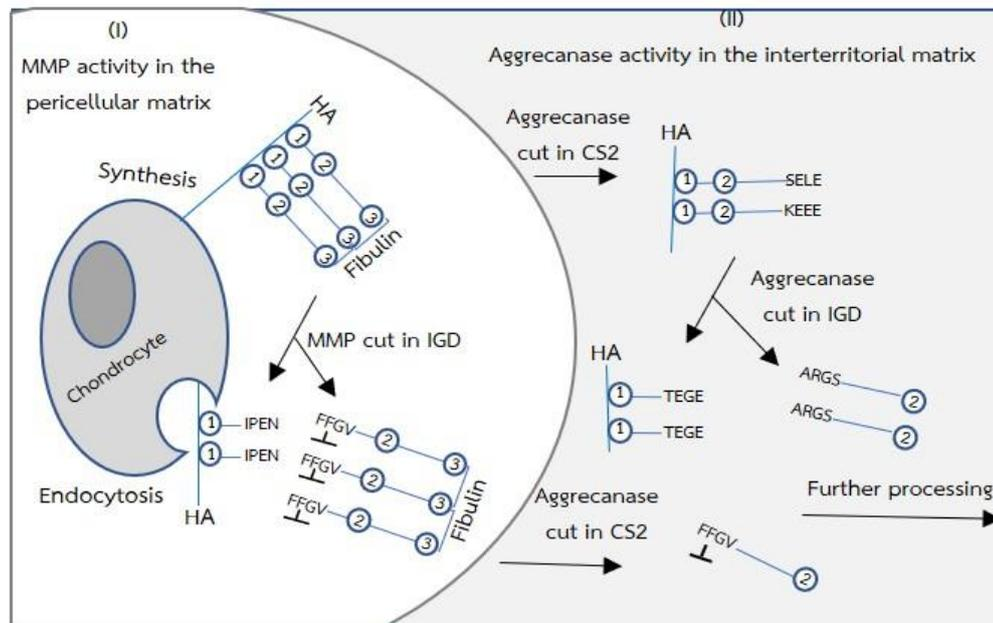 (I)
MMP activity in the
pericellular matrix
HA
1
1
1
2
2
2
3
3
3
Fibulin
Synthesis
Chondrocyte
MMP cut in IGD
1
IPEN
1
IPEN
Endocytosis
HA
FFGV
2
3
FFGV
2
3
FFGV
2
3
Fibulin
(II)
Aggrecanase activity in the interterritorial matrix
Aggrecanase
cut in CS2
HA
1
2
SELE
1
2
KEEE
Aggrecanase
cut in IGD
HA
1
TEGE
1
TEGE
ARGS
2
ARGS
2
Aggrecanase
cut in CS2
FFGV
2
Further processing